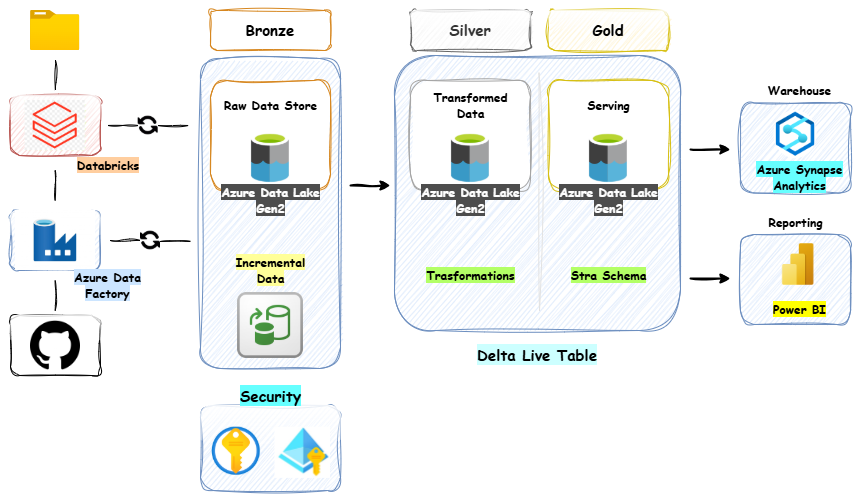 Bronze
Silver
Gold
Raw Data Store
Transformed
Data
Serving
Warehouse
Databricks
Azure Data Lake
Gen2
Azure Data Lake
Gen2
Azure Data Lake
Gen2
Azure Synapse
Analytics
Reporting
Azure Data
Factory
Incremental
Data
Trasformations
Stra Schema
Power BI
Delta Live Table
Security